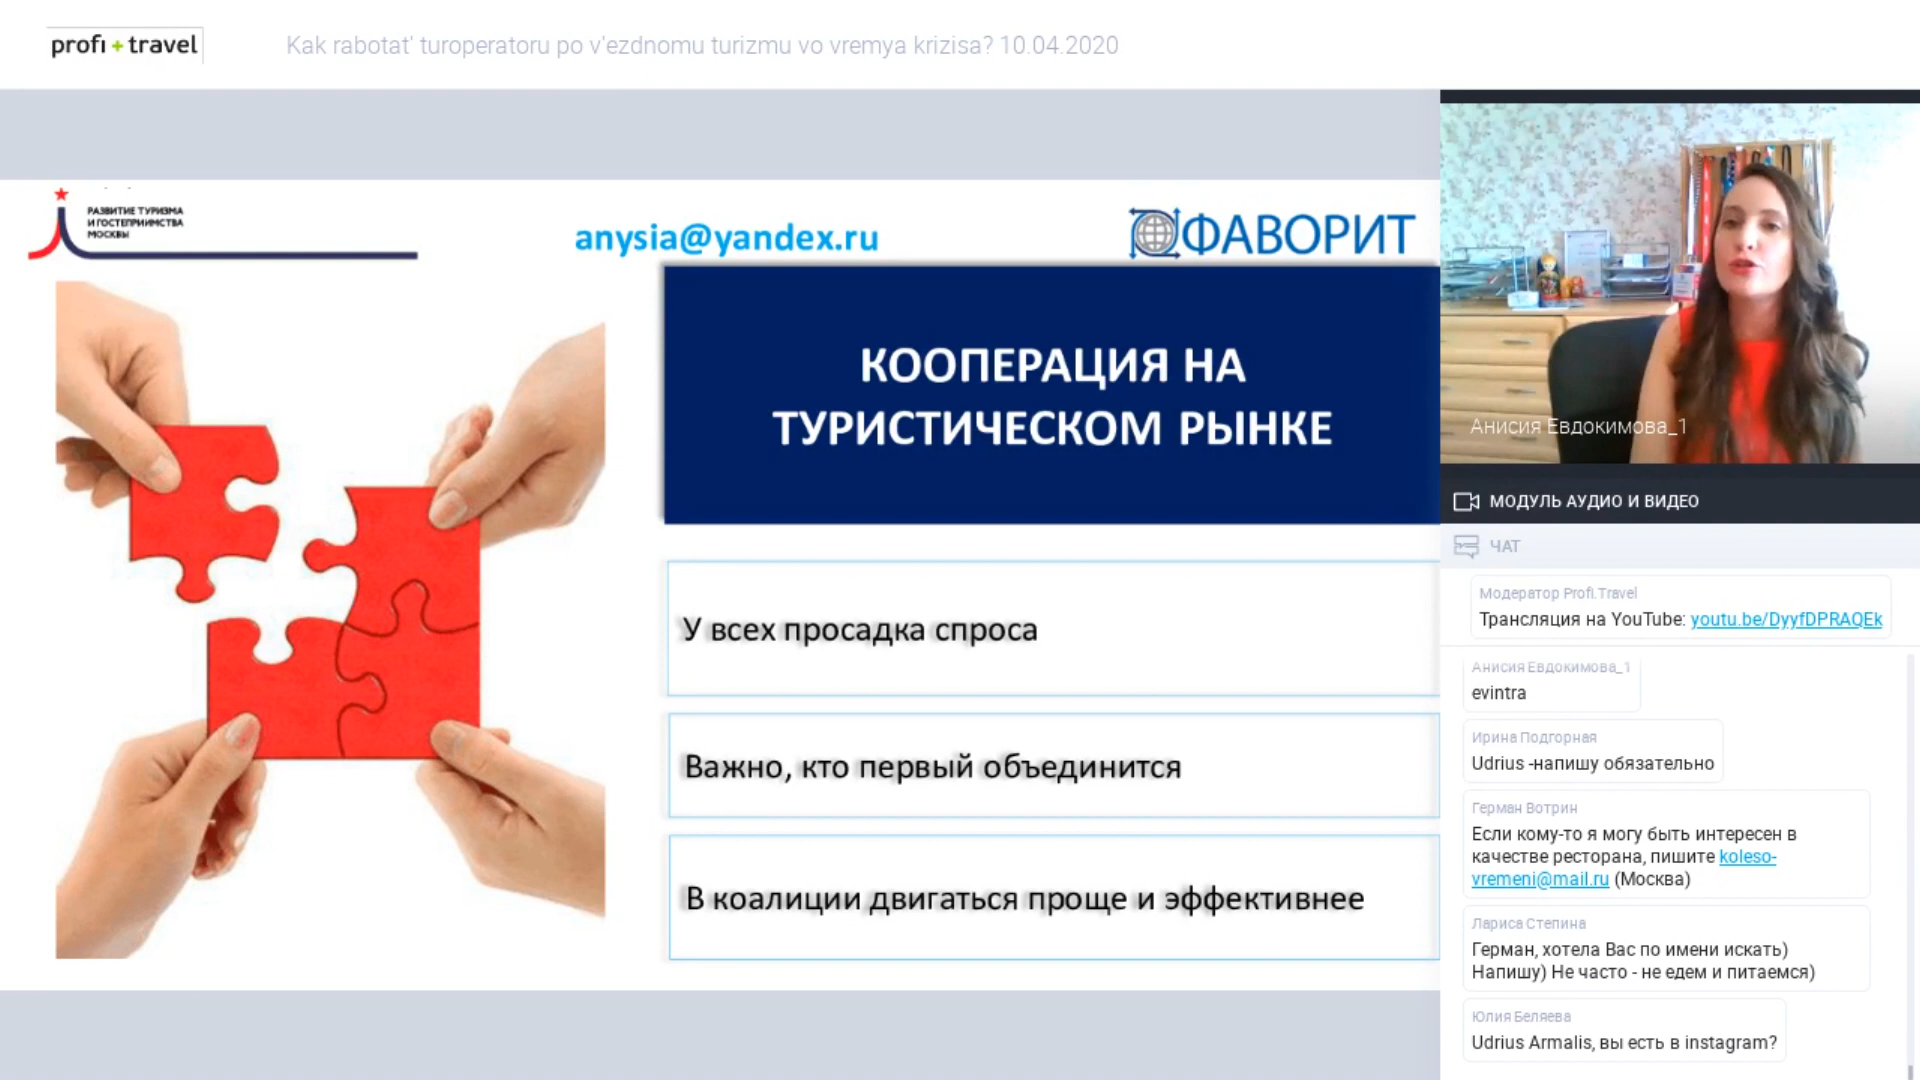 profi + travel
Kak rabotat' turoperatoru po v'ezdnomu turizmu vo vremya krizisa? 10.04.2020
РАЗВИТИЕ ТУРИЗМА
И ГОСТЕПРИИМСТВА
МОСКВЫ
anysia@yandex.ru
ФАВОРИТ
КООПЕРАЦИЯ НА
ТУРИСТИЧЕСКОМ РЫНКЕ
У всех просадка спроса
Важно, кто первый объединится
В коалиции двигаться проще и эффективнее
Анисия Евдокимова_1
МОДУЛЬ АУДИО И ВИДЕО
ЧАТ
Модератор Profi.Travel
Трансляция на YouTube: youtu.be/DyyfDPRAQEk
Анисия Евдокимова_1
evintra
Ирина Подгорная
Udrius -напишу обязательно
Герман Вотрин
Если кому-то я могу быть интересен в
качестве ресторана, пишите koleso-
vremeni@mail.ru (Москва)
Лариса Степина
Герман, хотела Вас по имени искать)
Напишу) Не часто - не едем и питаемся)
Юлия Беляева
Udrius Armalis, вы есть в instagram?